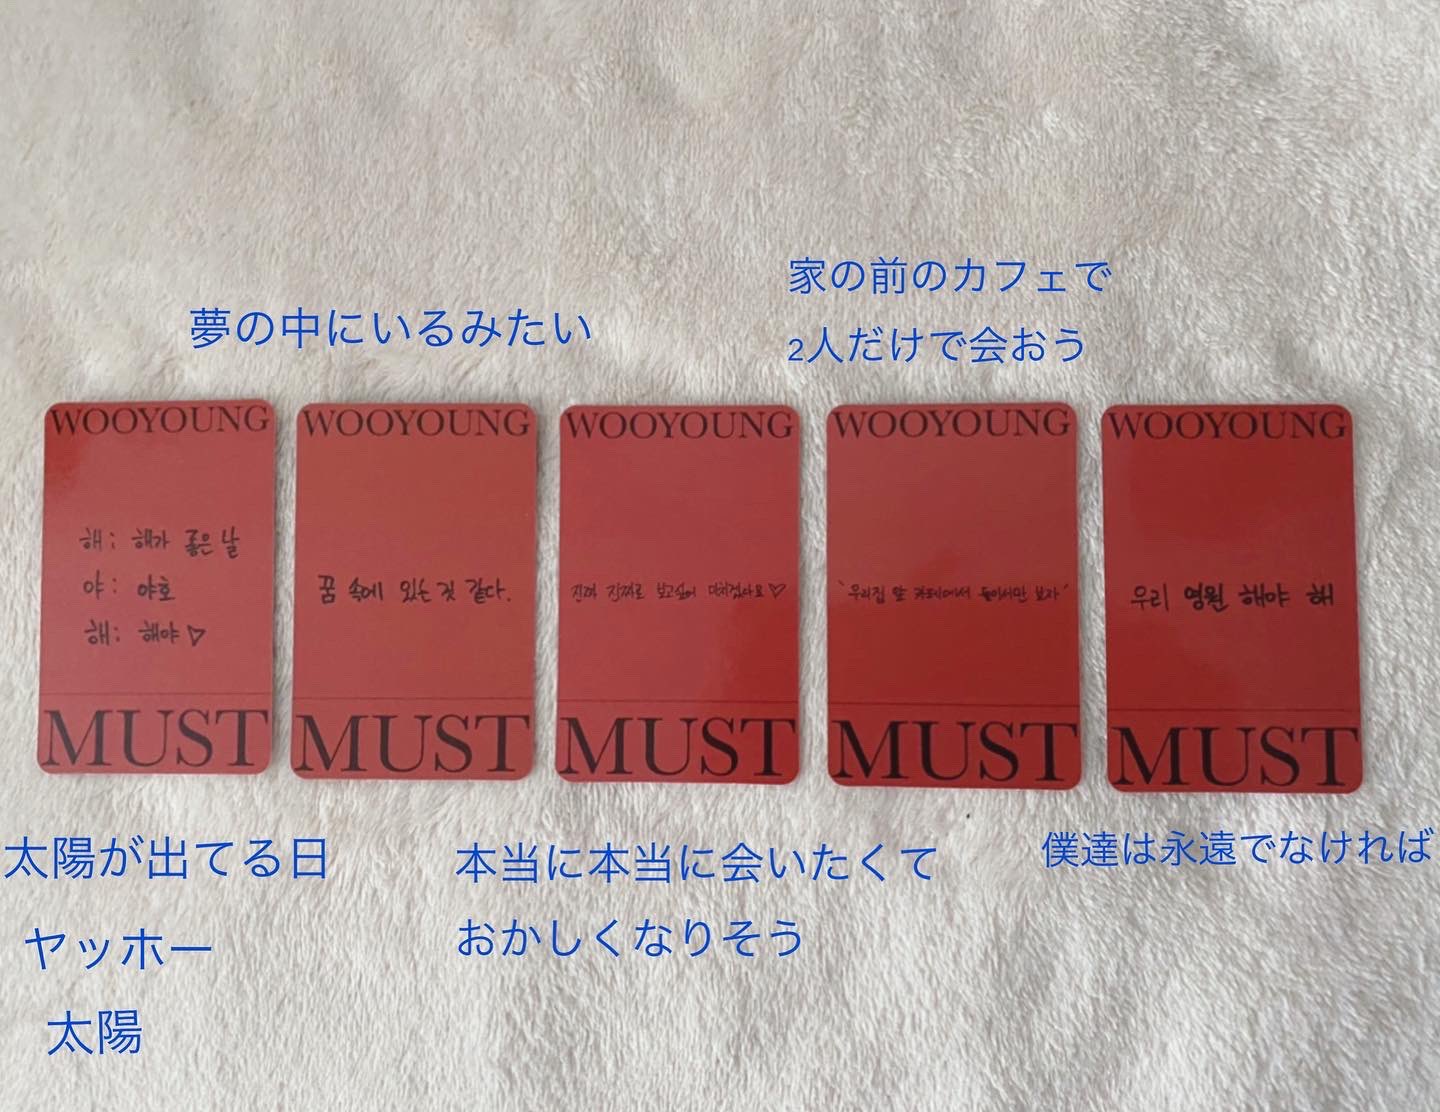 家の前のカフェで
2人だけで会おう
夢の中にいるみたい
WOOYOUNG
해: 해가 좋은 날
야: 야호
해: 해야♡
MUST
WOOYOUNG
꿈 속에 있는 것 같다.
MUST
WOOYOUNG
진짜 진짜로 보고싶어 미치겠사요♡
MUST
WOOYOUNG
'우리집 앞 카페에서 둘이서만 보자'
MUST
WOOYOUNG
우리 영원 해야 해
MUST
太陽が出てる日
ヤッホー
太陽
本当に本当に会いたくて
おかしくなりそう
僕達は永遠でなければ